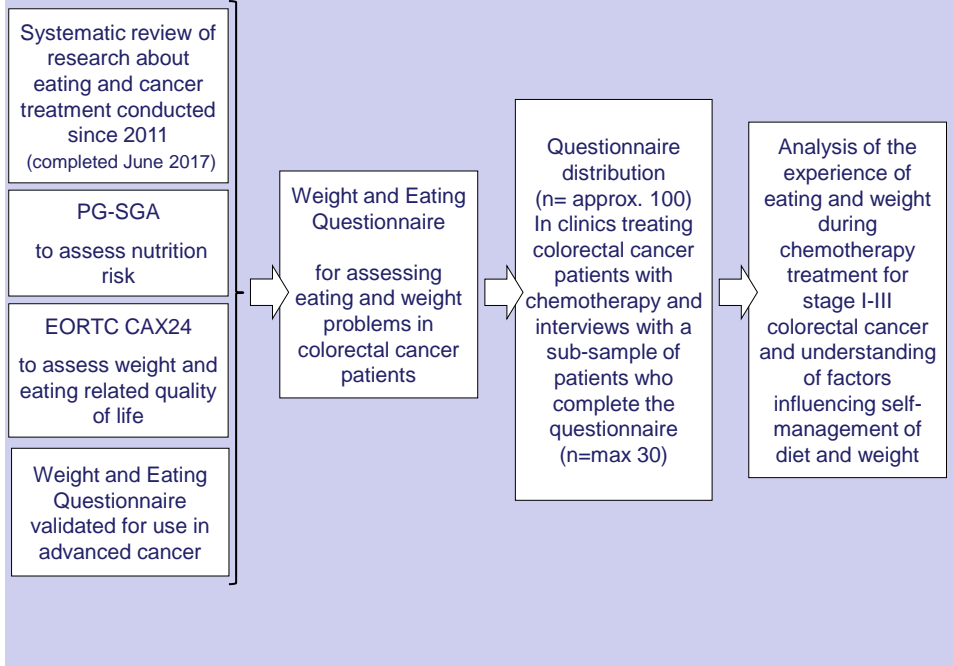 Systematic review of
research about
eating and cancer
treatment conducted
since 2011
(completed June 2017)
PG-SGA
to assess nutrition
risk
EORTC CAX24
to assess weight and
eating related quality
of life
Weight and Eating
Questionnaire
validated for use in
advanced cancer
Weight and Eating
Questionnaire
for assessing
eating and weight
problems in
colorectal cancer
patients
Questionnaire
distribution
(n= approx. 100)
In clinics treating
colorectal cancer
patients with
chemotherapy and
interviews with a
sub-sample of
patients who
complete the
questionnaire
(n=max 30)
Analysis of the
experience of
eating and weight
during
chemotherapy
treatment for
stage I-III
colorectal cancer
and understanding
of factors
influencing self-
management of
diet and weight